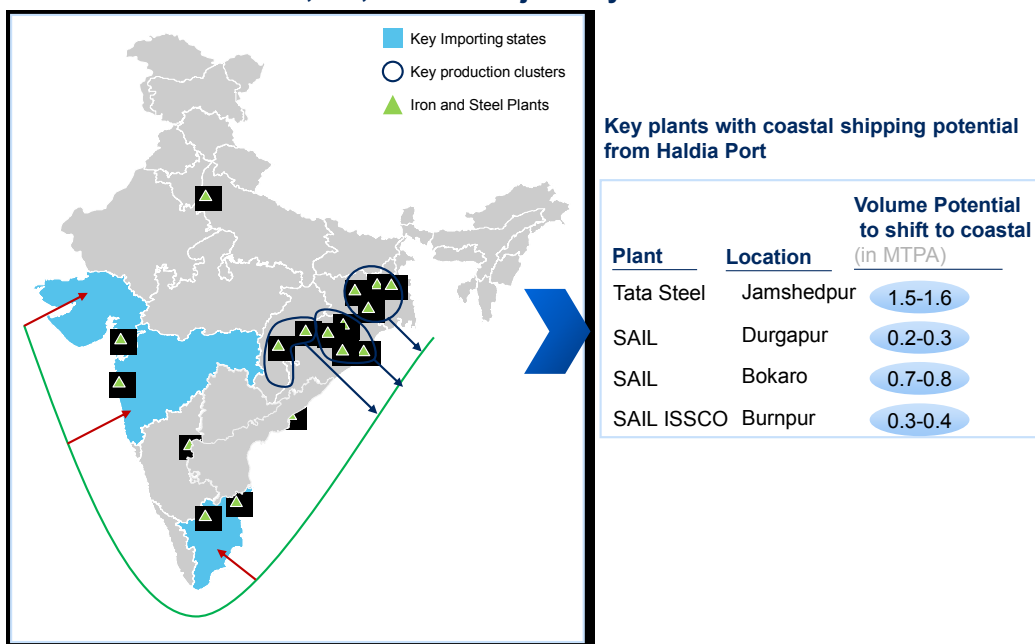 Key Importing states
Key production clusters
Iron and Steel Plants
Key plants with coastal shipping potential
from Haldia Port
Volume Potential
to shift to coastal
Plant Location (in MTPA)
Tata Steel Jamshedpur 1.5-1.6
SAIL Durgapur 0.2-0.3
SAIL Bokaro 0.7-0.8
SAIL ISSCO Burnpur 0.3-0.4